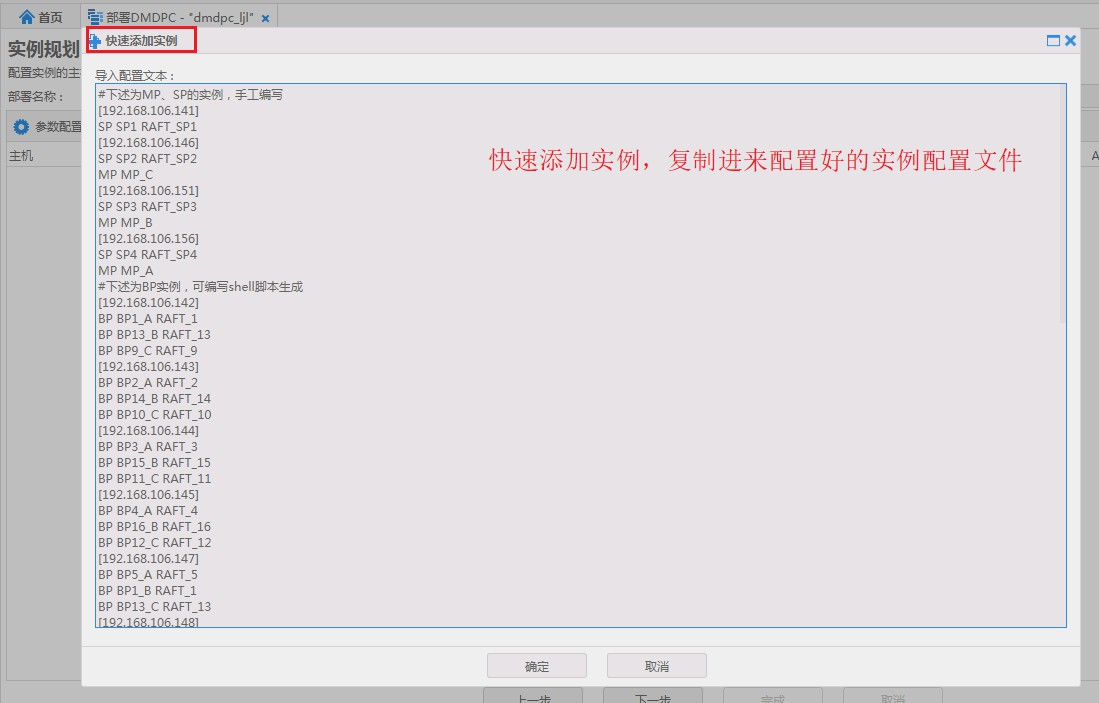 首页
部署DMDPC - "dmdpc_ljl"
实例规划
快速添加实例
配置实例的主
导入配置文本：
部署名称：
参数配置
主机
A
#下述为MP、SP的实例，手工编写
[192.168.106.141]
SP SP1 RAFT_SP1
[192.168.106.146]
SP SP2 RAFT_SP2
MP MP_C
[192.168.106.151]
SP SP3 RAFT_SP3
MP MP_B
[192.168.106.156]
SP SP4 RAFT_SP4
MP MP_A
#下述为BP实例，可编写shell脚本生成
[192.168.106.142]
BP BP1_A RAFT_1
BP BP13_B RAFT_13
BP BP9_C RAFT_9
[192.168.106.143]
BP BP2_A RAFT_2
BP BP14_B RAFT_14
BP BP10_C RAFT_10
[192.168.106.144]
BP BP3_A RAFT_3
BP BP15_B RAFT_15
BP BP11_C RAFT_11
[192.168.106.145]
BP BP4_A RAFT_4
BP BP16_B RAFT_16
BP BP12_C RAFT_12
[192.168.106.147]
BP BP5_A RAFT_5
BP BP1_B RAFT_1
BP BP13_C RAFT_13
[192.168.106.148]
快速添加实例，复制进来配置好的实例配置文件
确定
取消
上一步
下一步
完成
取消